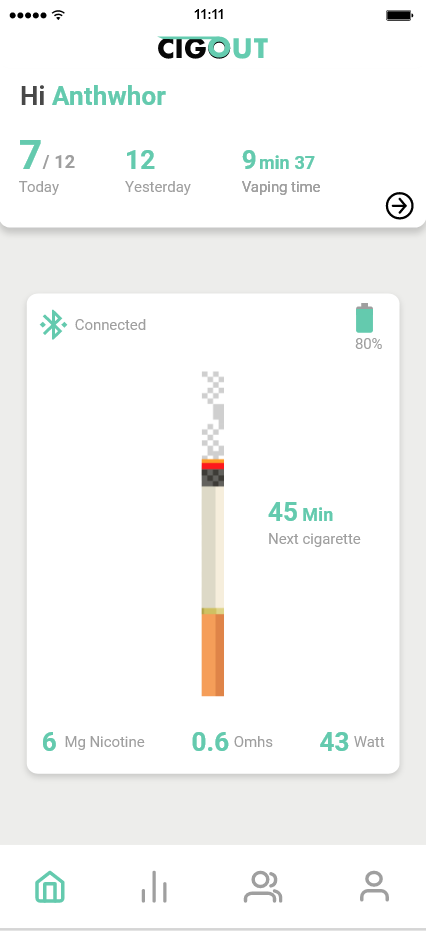 11:11
CIGOUT
Hi Anthwhor
7/ 12
Today
12
Yesterday
9 min 37
Vaping time
Connected
80%
45 Min
Next cigarette
6 Mg Nicotine
0.6 Omhs
43 Watt